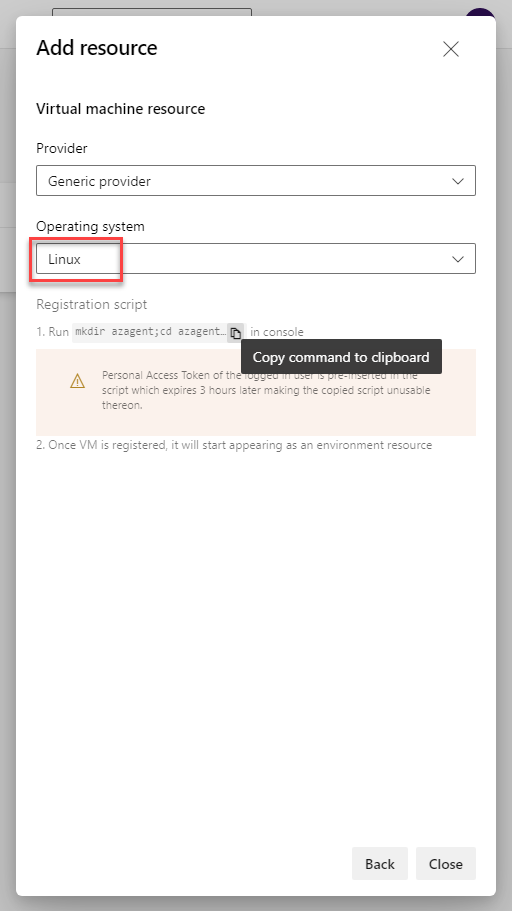 Add resource
Virtual machine resource
Provider
Generic provider
Operating system
Linux
Registration script
1. Run mkdir azagent;cd azagent… in console
Copy command to clipboard
Personal Access Token of the logged in user is pre-inserted in the
script which expires 3 hours later making the copied script unusable
thereon.
2. Once VM is registered, it will start appearing as an environment resource
Back
Close